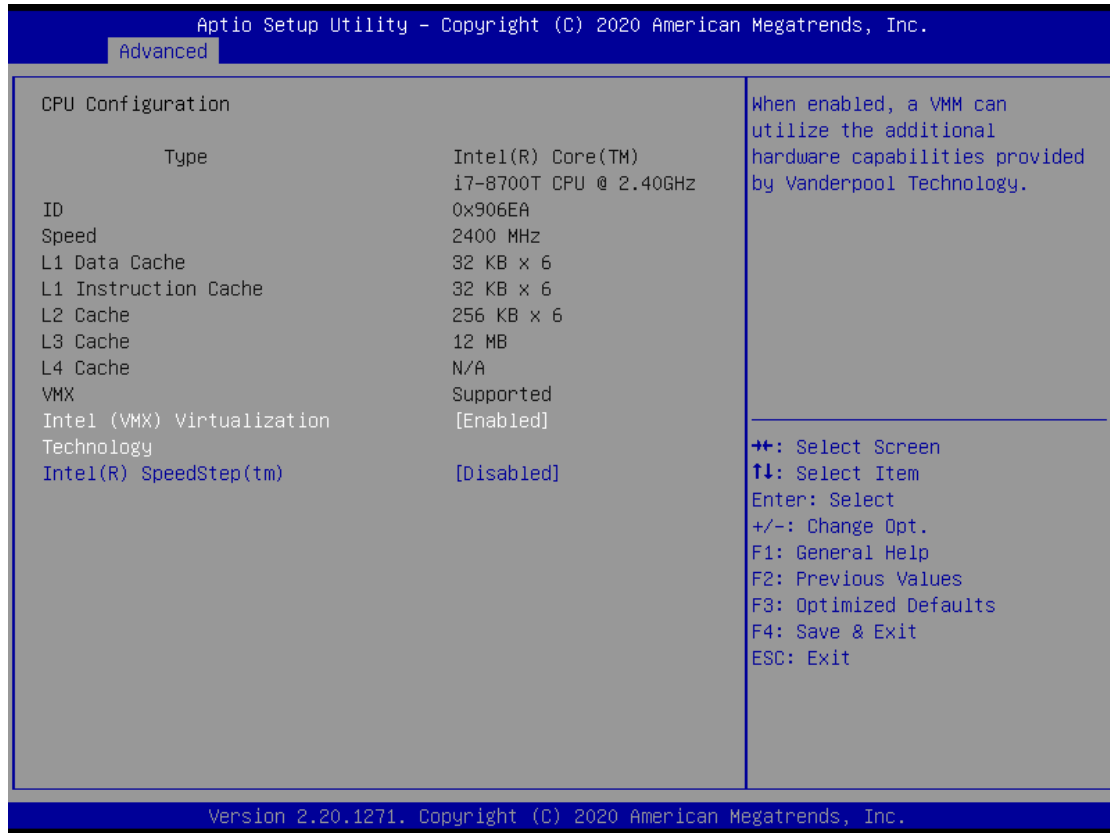 Aptio Setup Utility – Copyright (C) 2020 American Megatrends, Inc.
Advanced
CPU Configuration
Type Intel(R) Core(TM)
i7-8700T CPU @ 2.40GHz
ID 0x906EA
Speed 2400 MHz
L1 Data Cache 32 KB x 6
L1 Instruction Cache 32 KB x 6
L2 Cache 256 KB x 6
L3 Cache 12 MB
L4 Cache N/A
VMX Supported
Intel (VMX) Virtualization [Enabled]
Technology
Intel(R) SpeedStep(tm) [Disabled]
When enabled, a VMM can
utilize the additional
hardware capabilities provided
by Vanderpool Technology.
→←: Select Screen
↑↓: Select Item
Enter: Select
+/-: Change Opt.
F1: General Help
F2: Previous Values
F3: Optimized Defaults
F4: Save & Exit
ESC: Exit
Version 2.20.1271. Copyright (C) 2020 American Megatrends, Inc.